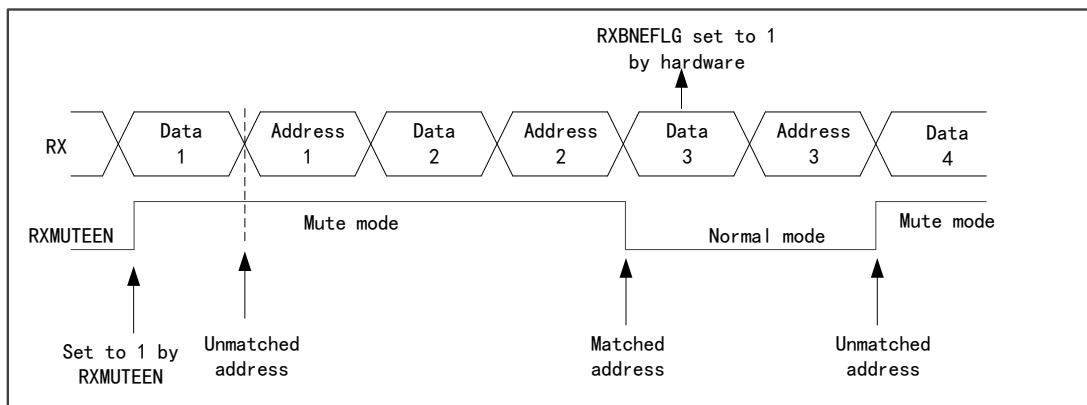 RXBNEFLG set to 1
by hardware
RX
Data
1
Address
1
Data
2
Address
2
Data
3
Address
3
Data
4
RXMUTEEN
Mute mode
Normal mode
Mute mode
Set to 1 by
RXMUTEEN
Unmatched
address
Matched
address
Unmatched
address